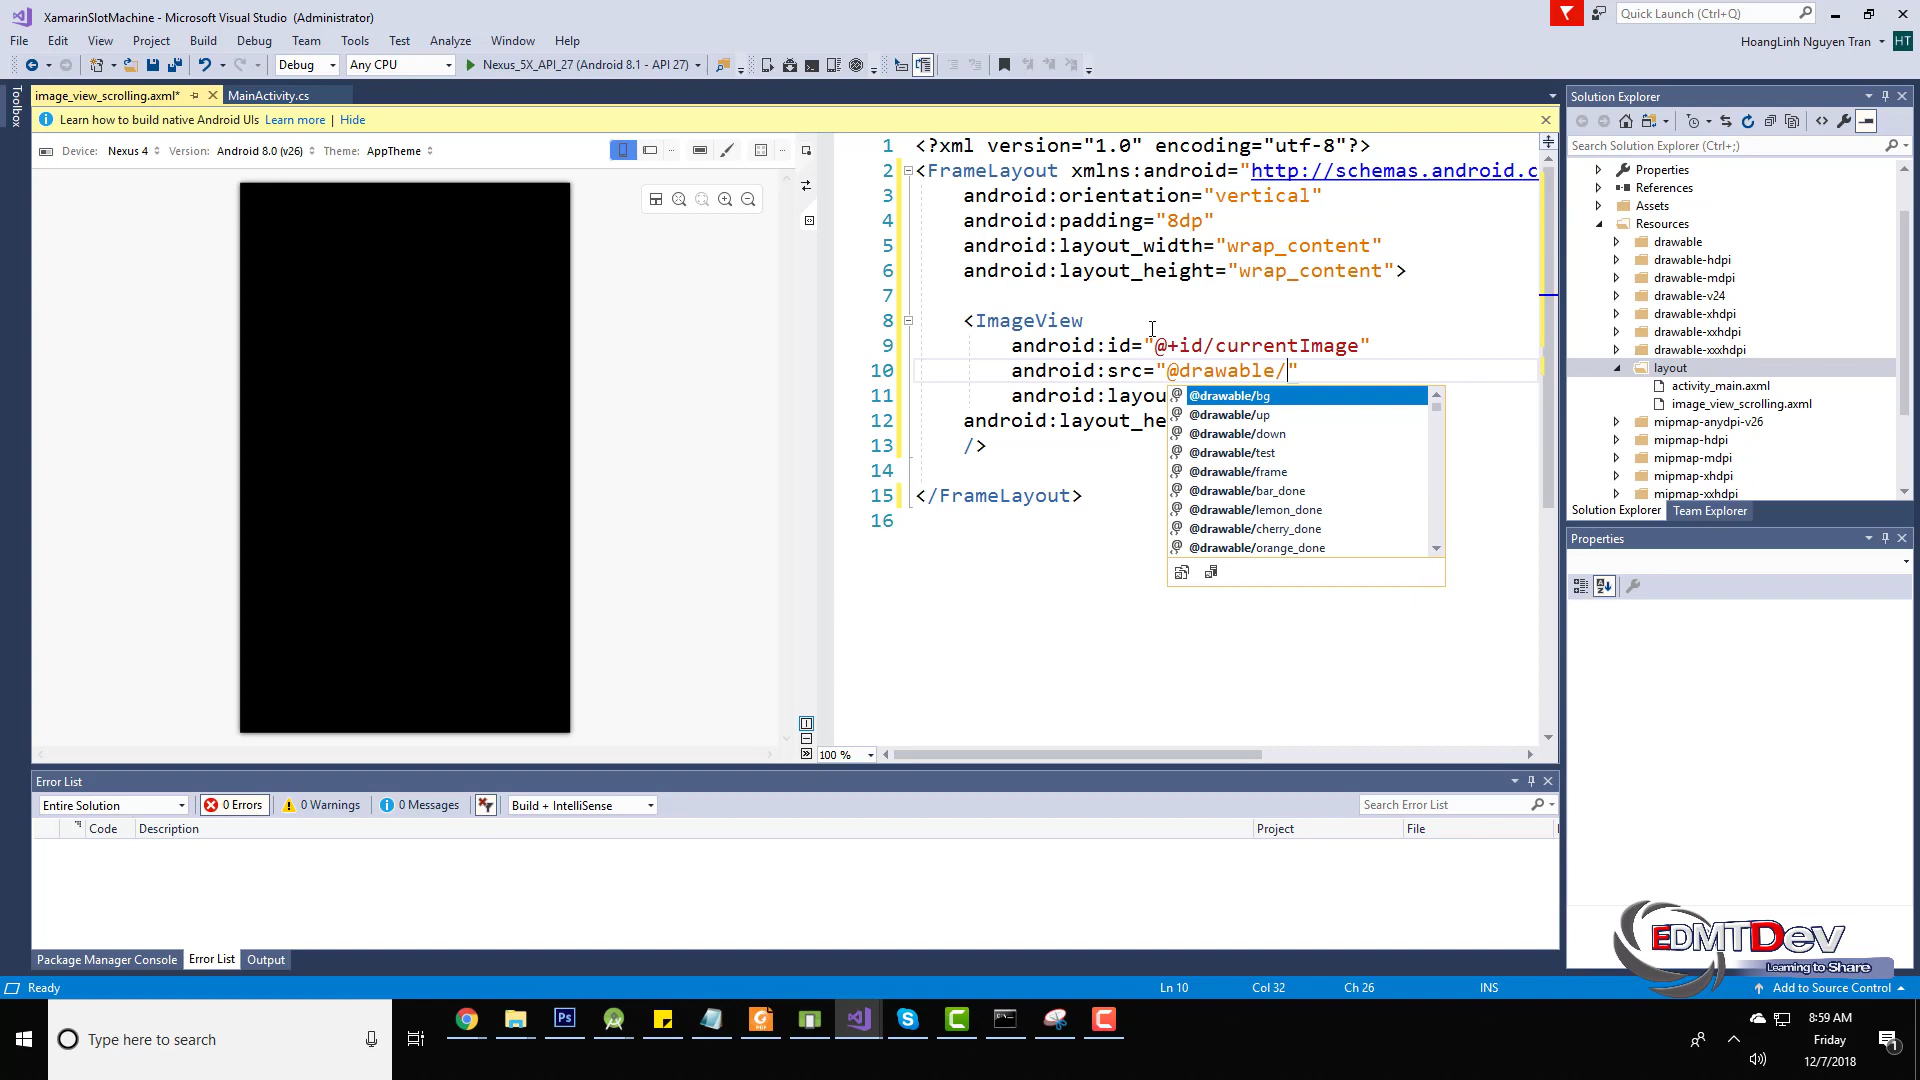 XamarinSlotMachine - Microsoft Visual Studio (Administrator)
Quick Launch (Ctrl+Q)
File Edit View Project Build Debug Team Tools Test Analyze Window Help
HoangLinh Nguyen Tran HT
Debug Any CPU Nexus_5X_API_27 (Android 8.1 - API 27)
Toolbox
image_view_scrolling.axml* MainActivity.cs
Learn how to build native Android UIs Learn more | Hide
Device: Nexus 4 Version: Android 8.0 (v26) Theme: AppTheme
1 <?xml version="1.0" encoding="utf-8"?>
2 <FrameLayout xmlns:android="http://schemas.android.c
3 android:orientation="vertical"
4 android:padding="8dp"
5 android:layout_width="wrap_content"
6 android:layout_height="wrap_content">
7
8 <ImageView
9 android:id="@+id/currentImage"
10 android:src="@drawable/"
11 android:layou
12 android:layout_he
13 />
14
15 </FrameLayout>
16
@drawable/bg
@drawable/up
@drawable/down
@drawable/test
@drawable/frame
@drawable/bar_done
@drawable/lemon_done
@drawable/cherry_done
@drawable/orange_done
100 %
Solution Explorer
Search Solution Explorer (Ctrl+;)
Properties
References
Assets
Resources
drawable
drawable-hdpi
drawable-mdpi
drawable-v24
drawable-xhdpi
drawable-xxhdpi
drawable-xxxhdpi
layout
activity_main.axml
image_view_scrolling.axml
mipmap-anydpi-v26
mipmap-hdpi
mipmap-mdpi
mipmap-xhdpi
mipmap-xxhdpi
Solution Explorer Team Explorer
Properties
Error List
Entire Solution 0 Errors 0 Warnings 0 Messages Build + IntelliSense Search Error List
Code Description Project File
Package Manager Console Error List Output
EDMTDev
Learning to Share
Ready Ln 10 Col 32 Ch 26 INS Add to Source Control
Type here to search
8:59 AM
Friday
12/7/2018
1